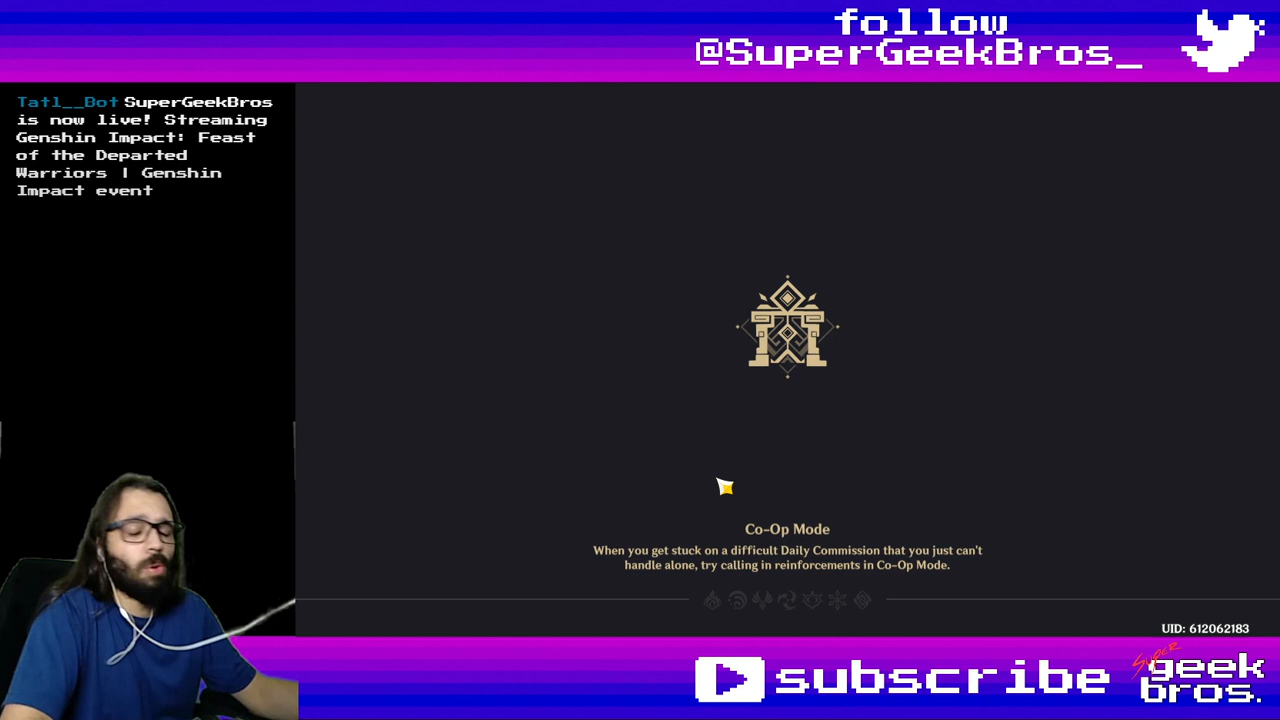 follow
@SuperGeekBros_
Tatl__Bot SuperGeekBros
is now live! Streaming
Genshin Impact: Feast
of the Departed
Warriors | Genshin
Impact event
Co-Op Mode
When you get stuck on a difficult Daily Commission that you just can't
handle alone, try calling in reinforcements in Co-Op Mode.
UID: 612062183
subscribe
Super
geek
bros.